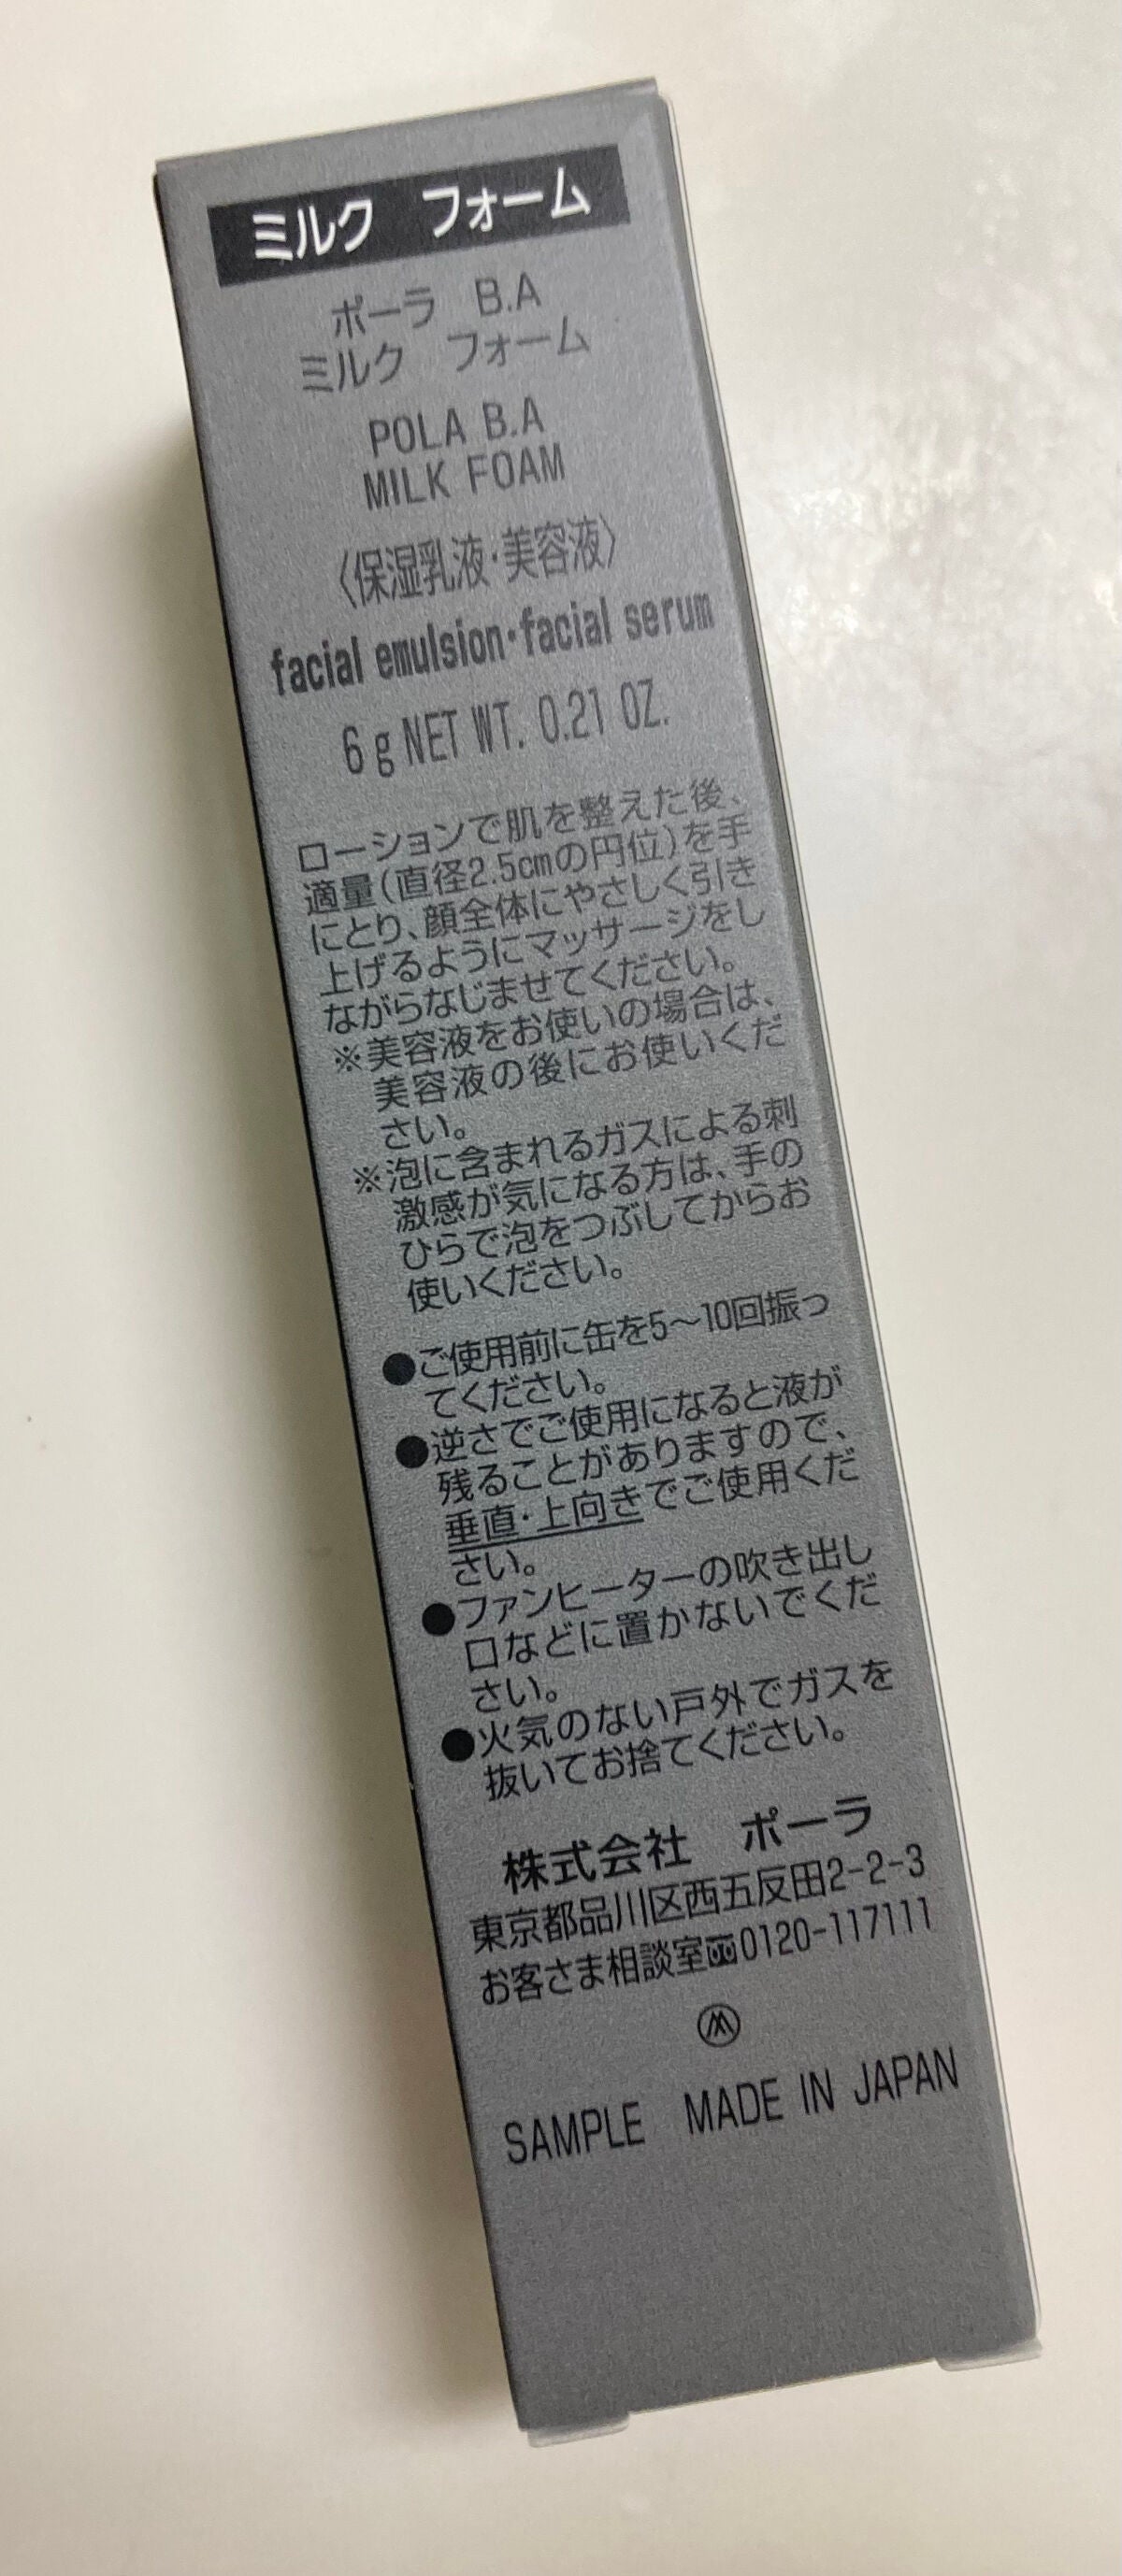 ミルク フォーム
ポーラ B.A
ミルク フォーム
POLA B.A
MILK FOAM
〈保湿乳液・美容液〉
facial emulsion・facial serum
6g NET WT. 0.21 OZ.
ローションで肌を整えた後、
適量(直径2.5cmの円位)を手
にとり、顔全体にやさしく引き
上げるようにマッサージをし
ながらなじませてください。
※美容液をお使いの場合は、
美容液の後にお使いくだ
さい。
※泡に含まれるガスによる刺
激感が気になる方は、手の
ひらで泡をつぶしてからお
使いください。
●ご使用前に缶を5〜10回振っ
てください。
●逆さでご使用になると液が
残ることがありますので、
垂直・上向きでご使用くだ
さい。
●ファンヒーターの吹き出し
口などに置かないでくだ
さい。
●火気のない戸外でガスを
抜いてお捨てください。
株式会社 ポーラ
東京都品川区西五反田2-2-3
お客さま相談室0120-117111
SAMPLE MADE IN JAPAN